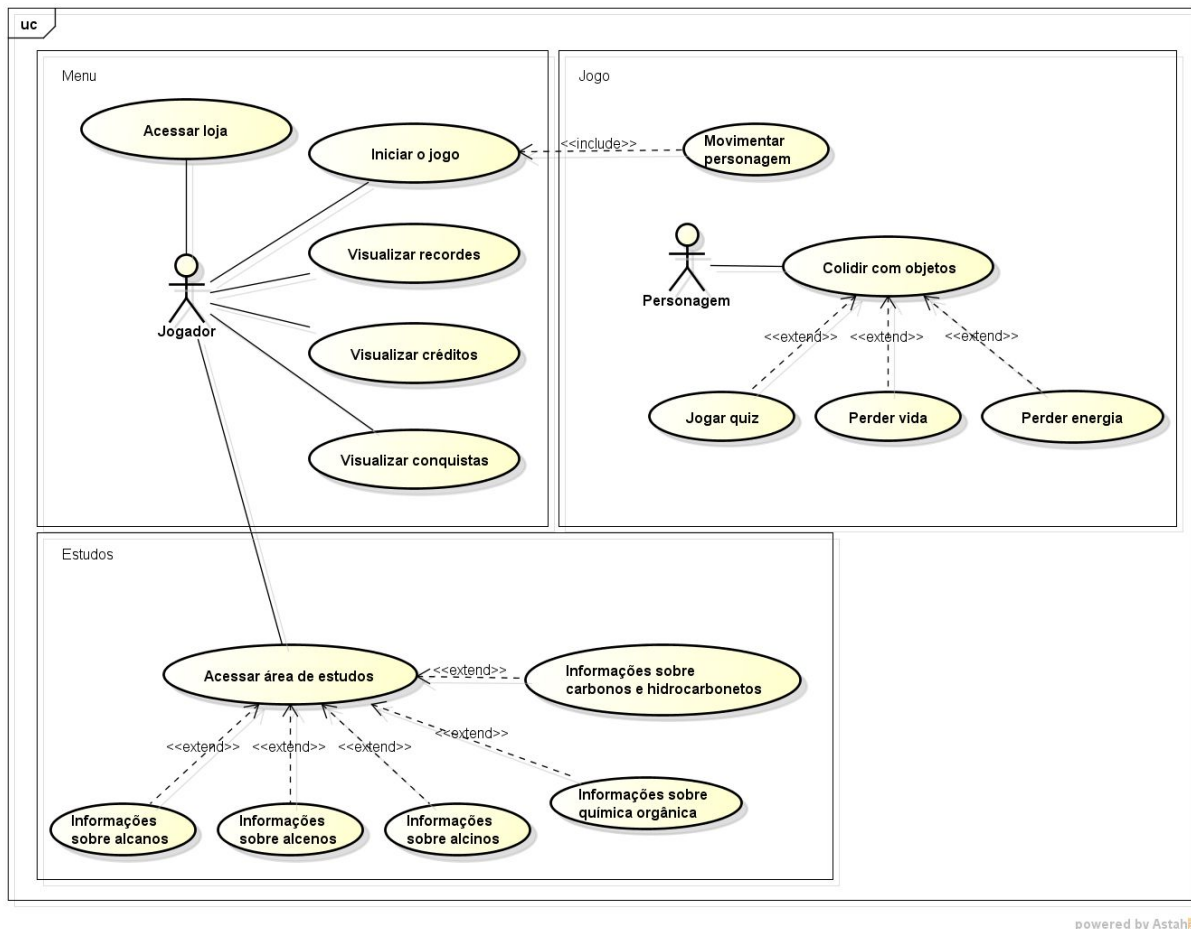 uc
Menu
Acessar loja
Iniciar o jogo
Visualizar recordes
Jogador
Visualizar créditos
Visualizar conquistas
Jogo
<<include>>
Movimentar
personagem
Personagem
Colidir com objetos
<<extend>>
<<extend>>
<<extend>>
Jogar quiz
Perder vida
Perder energia
Estudos
Acessar área de estudos
<<extend>>
Informações sobre
carbonos e hidrocarbonetos
<<extend>>
<<extend>>
<<extend>>
<<extend>>
Informações
sobre alcanos
Informações
sobre alcenos
Informações
sobre alcinos
Informações sobre
química orgânica
powered by Astah